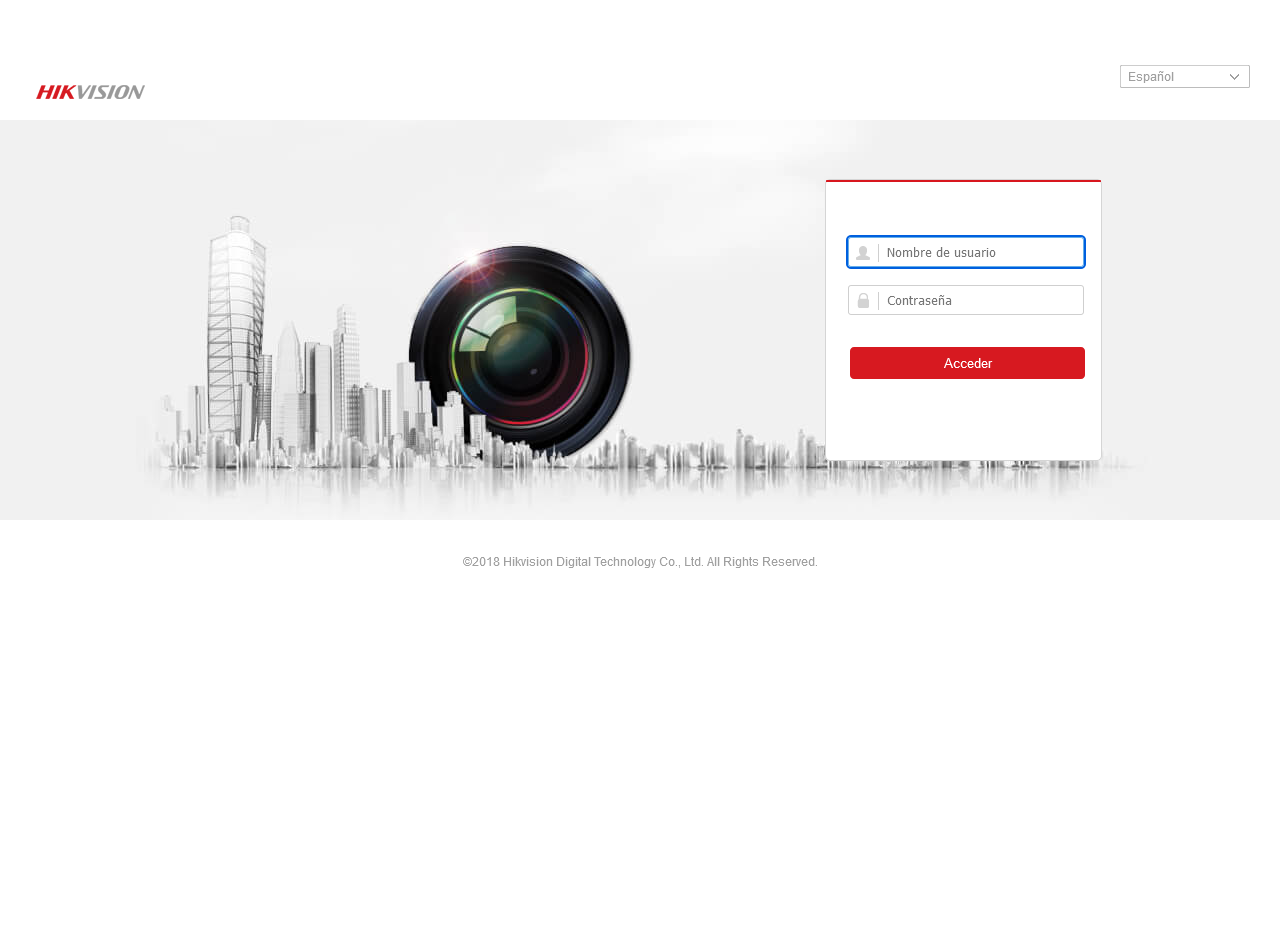 HIKVISION
Español
Nombre de usuario
Contraseña
Acceder
©2018 Hikvision Digital Technology Co., Ltd. All Rights Reserved.